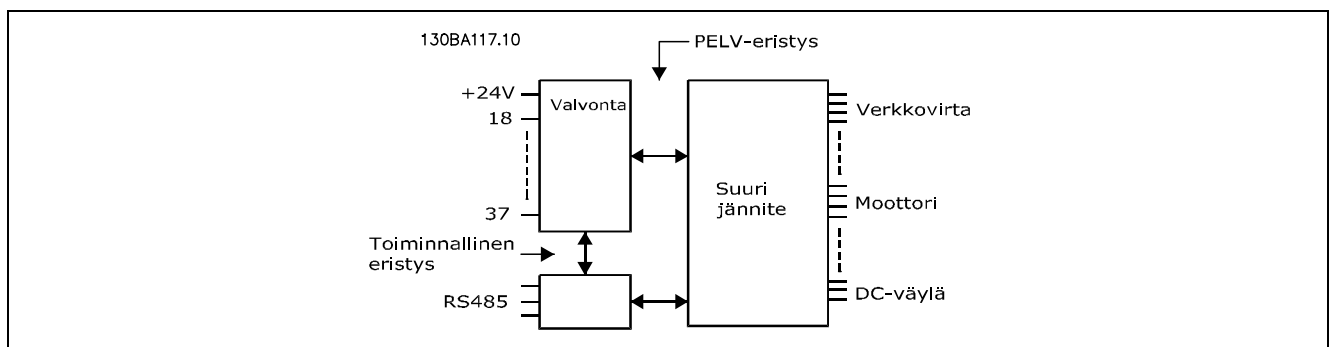 130BA117.10
PELV-eristys
+24V
Valvonta
18
Verkkovirta
37
Suuri
jännite
Moottori
Toiminnallinen
eristys
RS485
DC-väylä